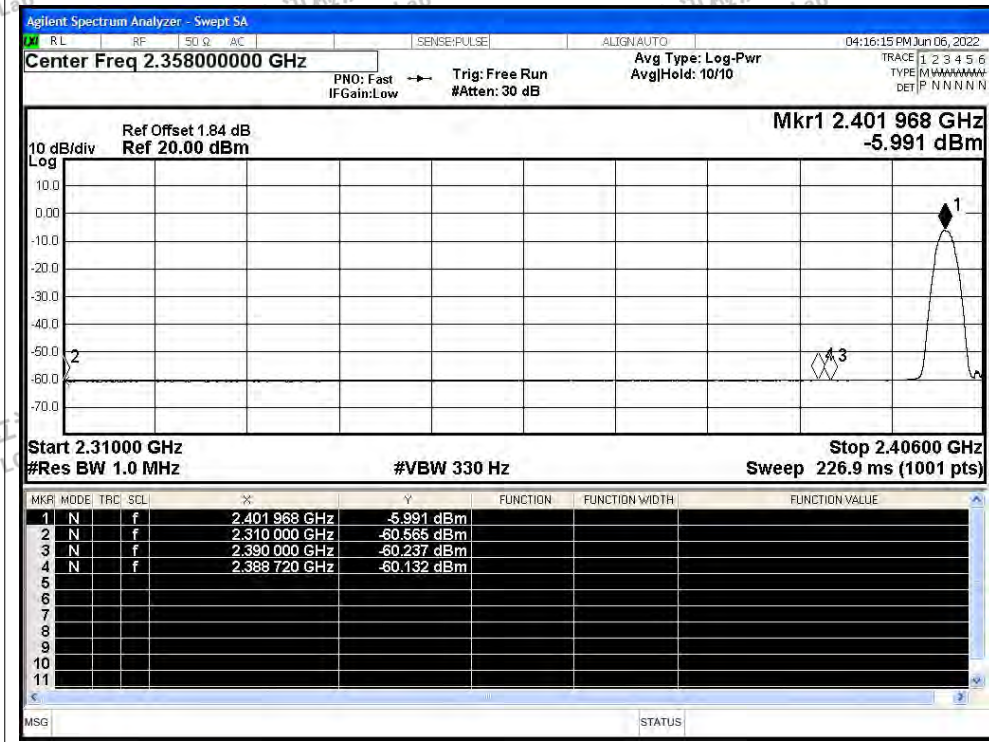 Agilent Spectrum Analyzer - Swept SA
RL RF 50 Ω AC SENSE:PULSE ALIGN AUTO 04:16:15 PM Jun 06, 2022
Center Freq 2.358000000 GHz Avg Type: Log-Pwr TRACE 1 2 3 4 5 6
PNO: Fast Trig: Free Run Avg|Hold: 10/10 TYPE M WWWWW
IFGain:Low #Atten: 30 dB DET P N N N N N
Mkr1 2.401 968 GHz
Ref Offset 1.84 dB
10 dB/div Ref 20.00 dBm -5.991 dBm
Log
10.0
1
0.00
-10.0
-20.0
-30.0
-40.0
-50.0 2 4 3
-60.0
-70.0
Start 2.31000 GHz Stop 2.40600 GHz
#Res BW 1.0 MHz #VBW 330 Hz Sweep 226.9 ms (1001 pts)
MKR MODE TRC SCL X Y FUNCTION FUNCTION WIDTH FUNCTION VALUE
1 N f 2.401 968 GHz -5.991 dBm
2 N f 2.310 000 GHz -60.565 dBm
3 N f 2.390 000 GHz -60.237 dBm
4 N f 2.388 720 GHz -60.132 dBm
5
6
7
8
9
10
11
MSG STATUS